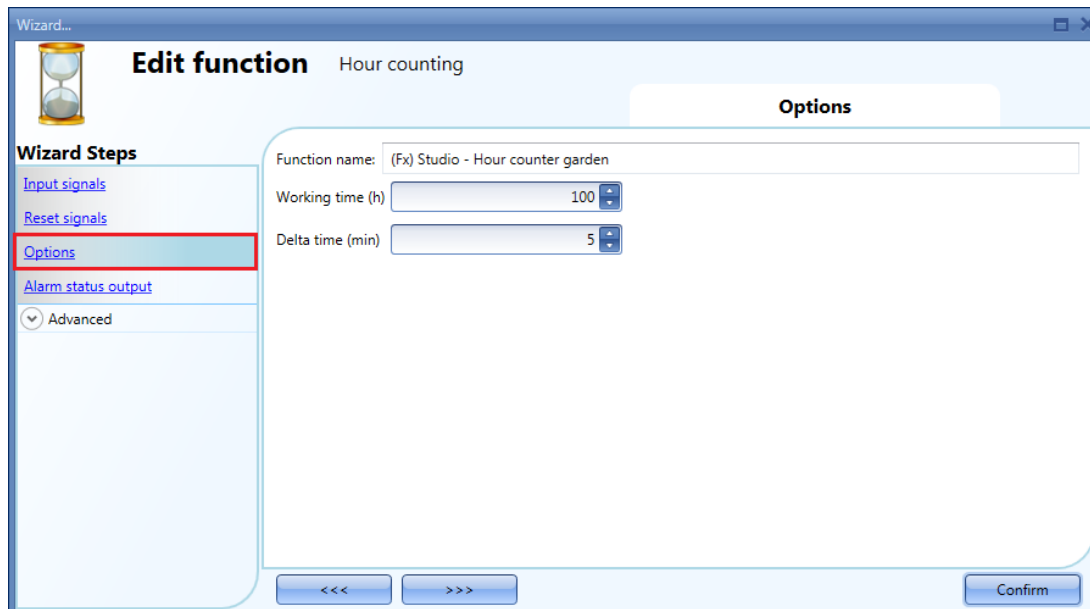 Wizard...
Edit function Hour counting
Options
Wizard Steps
Input signals
Reset signals
Options
Alarm status output
Advanced
Function name: (Fx) Studio - Hour counter garden
Working time (h) 100
Delta time (min) 5
<<< >>> Confirm